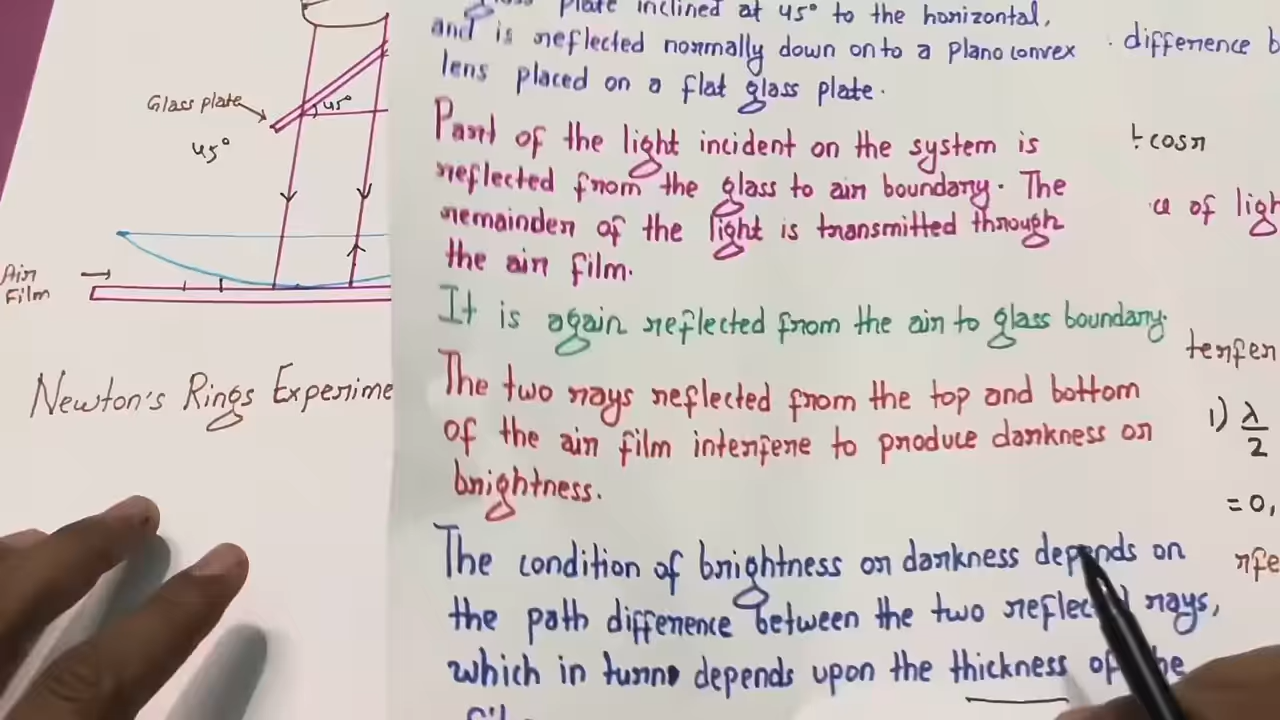 Glass plate
45°
45°
Air
Film
Newton's Rings Experime
plate inclined at 45° to the horizontal,
and is reflected normally down onto a plano convex
lens placed on a flat glass plate.
Part of the light incident on the system is
reflected from the glass to air boundary. The
remainder of the light is transmitted through
the air film.
It is again reflected from the air to glass boundary.
The two rays reflected from the top and bottom
of the air film interfere to produce darkness or
brightness.
The condition of brightness or darkness depends on
the path difference between the two reflected rays,
which in turn depends upon the thickness of the
difference b
t cosr
of ligh
terfer
1) λ/2
=0,
rfe